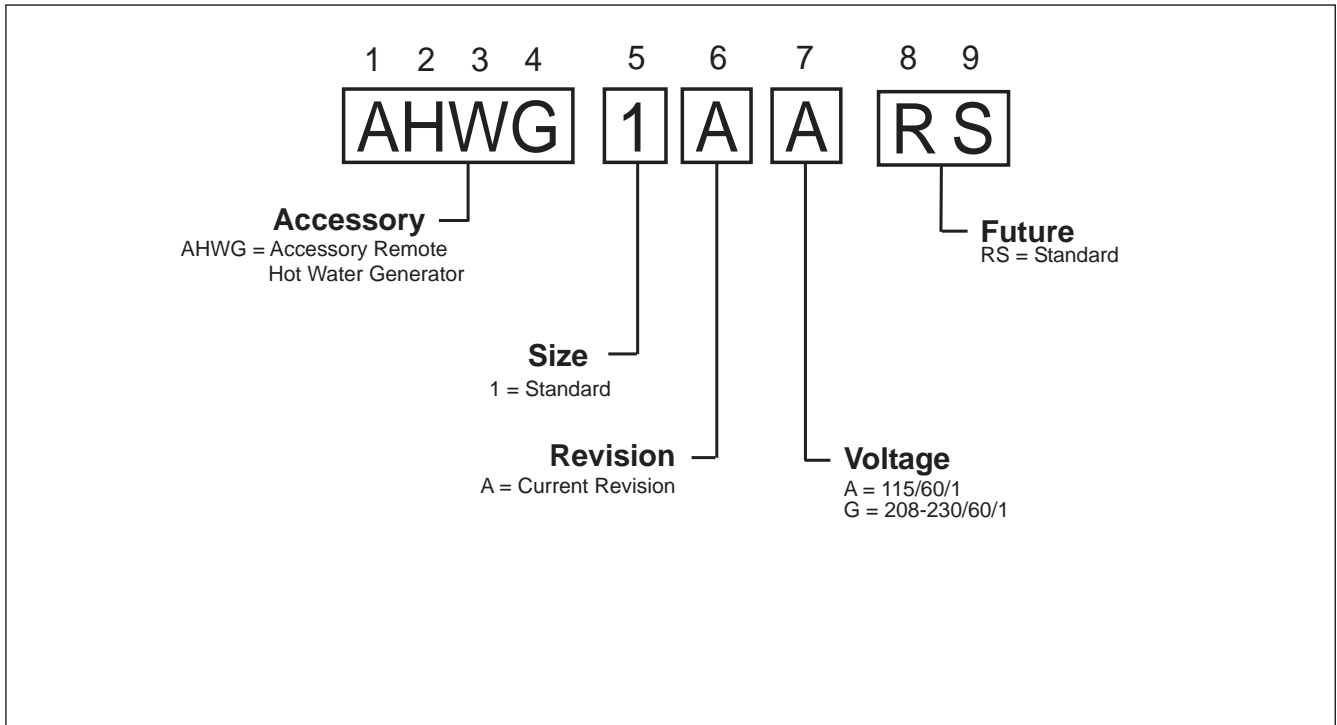 1 2 3 4 5 6 7 8 9
AHWG 1 A A RS
Accessory
AHWG = Accessory Remote
Hot Water Generator
Future
RS = Standard
Size
1 = Standard
Revision
A = Current Revision
Voltage
A = 115/60/1
G = 208-230/60/1